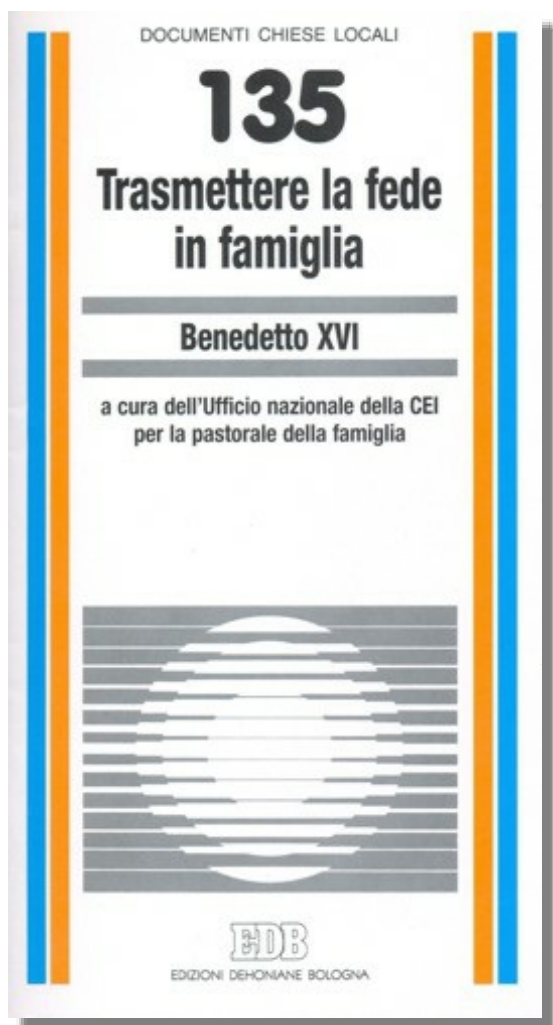 DOCUMENTI CHIESE LOCALI
135
Trasmettere la fede
in famiglia
Benedetto XVI
a cura dell'Ufficio nazionale della CEI
per la pastorale della famiglia
EDB
EDIZIONI DEHONIANE BOLOGNA